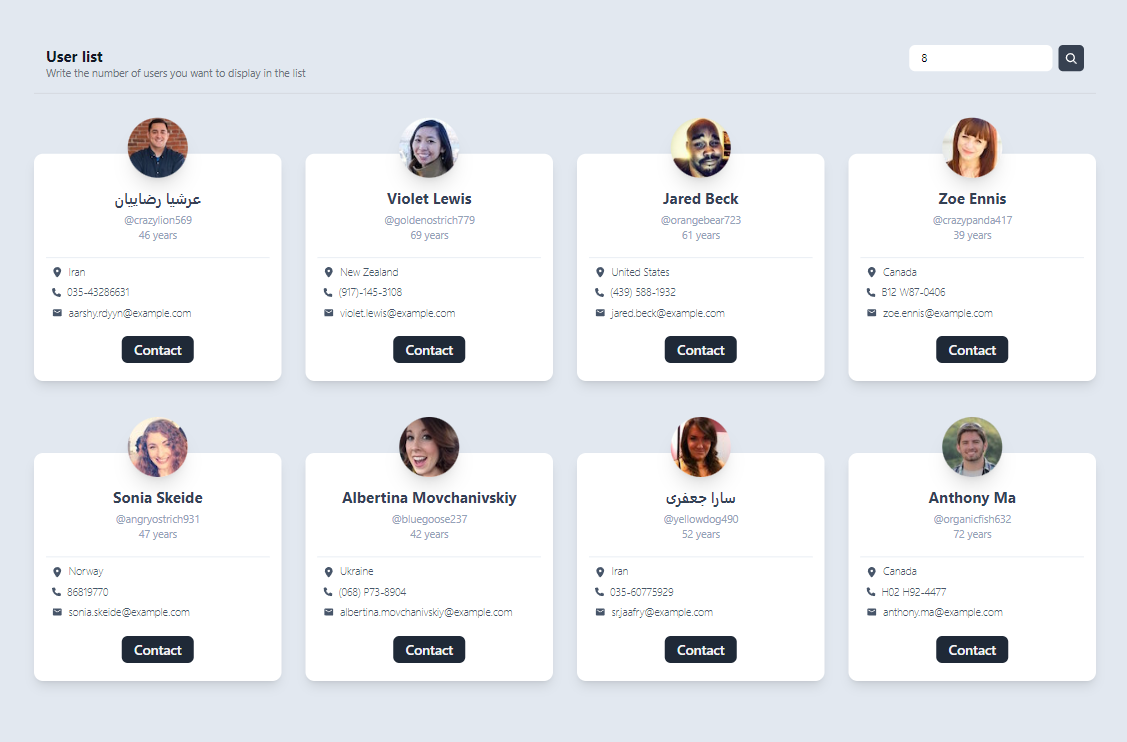 User list
Write the number of users you want to display in the list
8
عرشیا رضاییان
@crazylion569
46 years
Iran
035-43286631
aarshy.rdyyn@example.com
Contact
Violet Lewis
@goldenostrich779
69 years
New Zealand
(917)-145-3108
violet.lewis@example.com
Contact
Jared Beck
@orangebear723
61 years
United States
(439) 588-1932
jared.beck@example.com
Contact
Zoe Ennis
@crazypanda417
39 years
Canada
B12 W87-0406
zoe.ennis@example.com
Contact
Sonia Skeide
@angryostrich931
47 years
Norway
86819770
sonia.skeide@example.com
Contact
Albertina Movchanivskiy
@bluegoose237
42 years
Ukraine
(068) P73-8904
albertina.movchanivskiy@example.com
Contact
سارا جعفری
@yellowdog490
52 years
Iran
035-60775929
sr.jaafry@example.com
Contact
Anthony Ma
@organicfish632
72 years
Canada
H02 H92-4477
anthony.ma@example.com
Contact